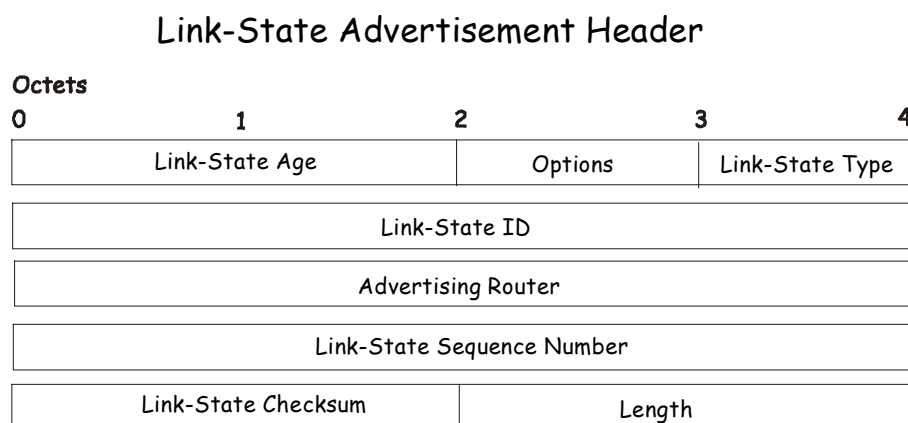 Link-State Advertisement Header
Octets
0 1 2 3 4
Link-State Age Options Link-State Type
Link-State ID
Advertising Router
Link-State Sequence Number
Link-State Checksum Length